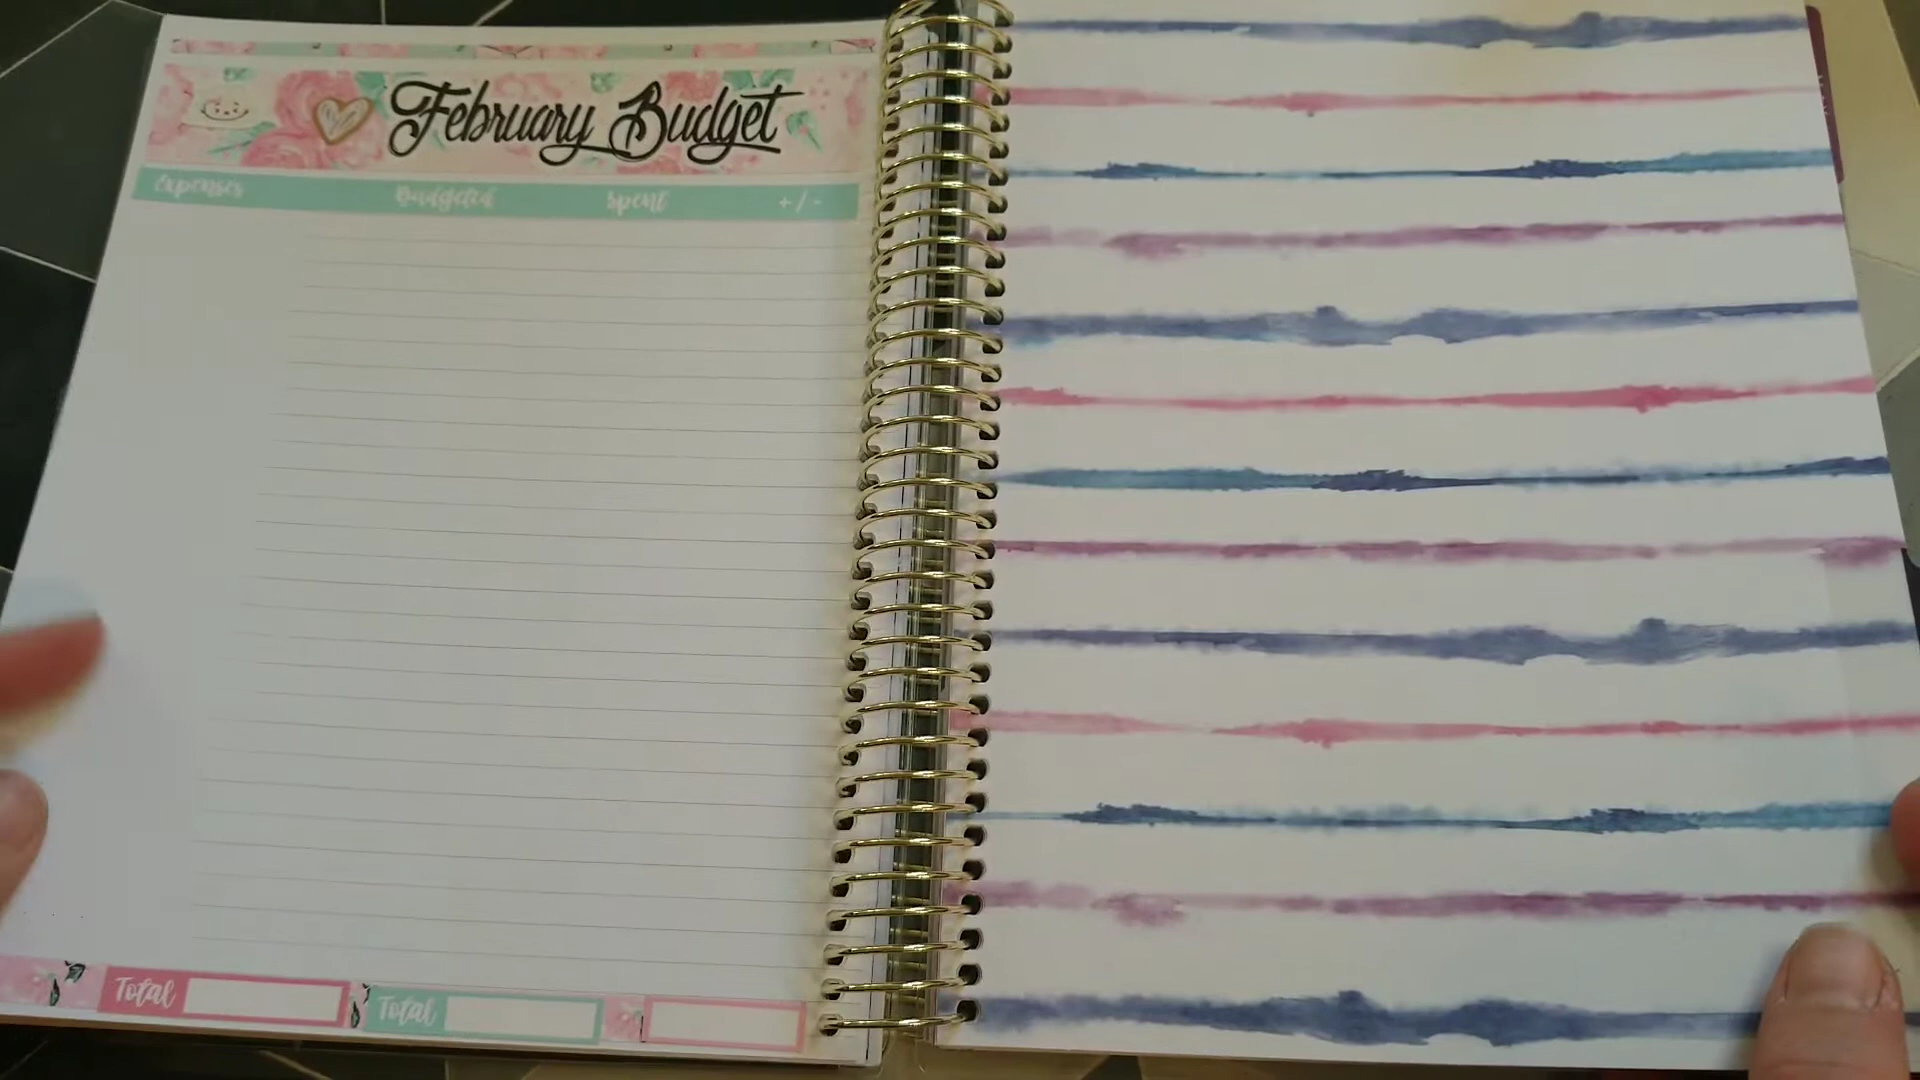 February Budget
Expenses Budgeted Spent +/-
Total Total